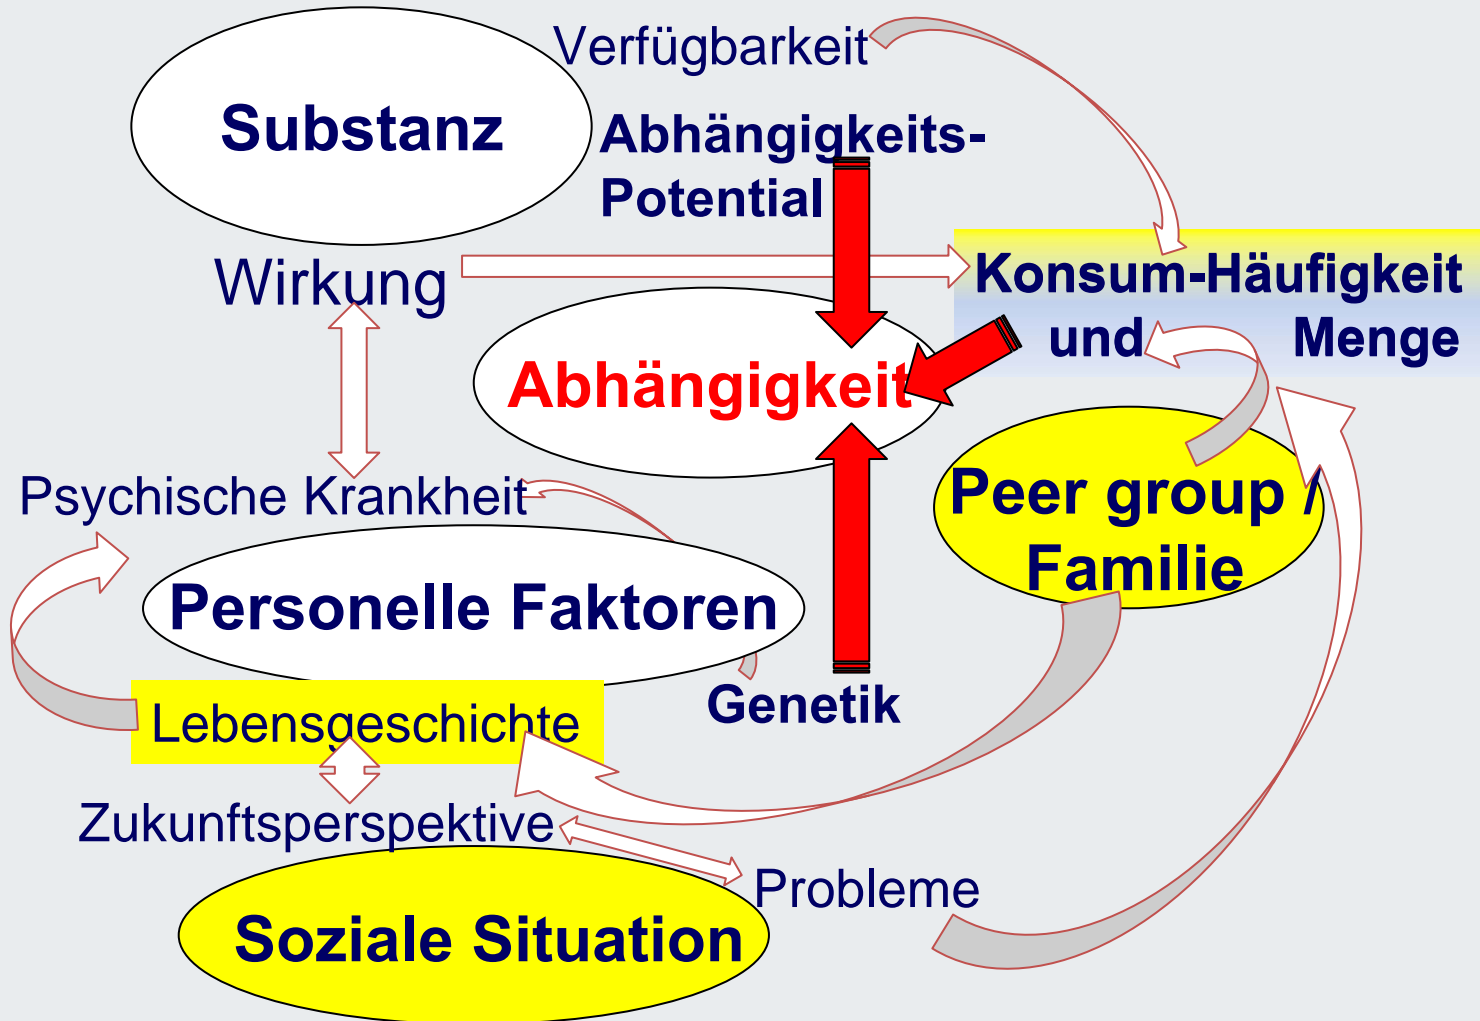 Verfügbarkeit
Substanz
Abhängigkeits-
Potential
Wirkung
Konsum-Häufigkeit
und Menge
Abhängigkeit
Psychische Krankheit
Peer group /
Familie
Personelle Faktoren
Genetik
Lebensgeschichte
Zukunftsperspektive
Probleme
Soziale Situation